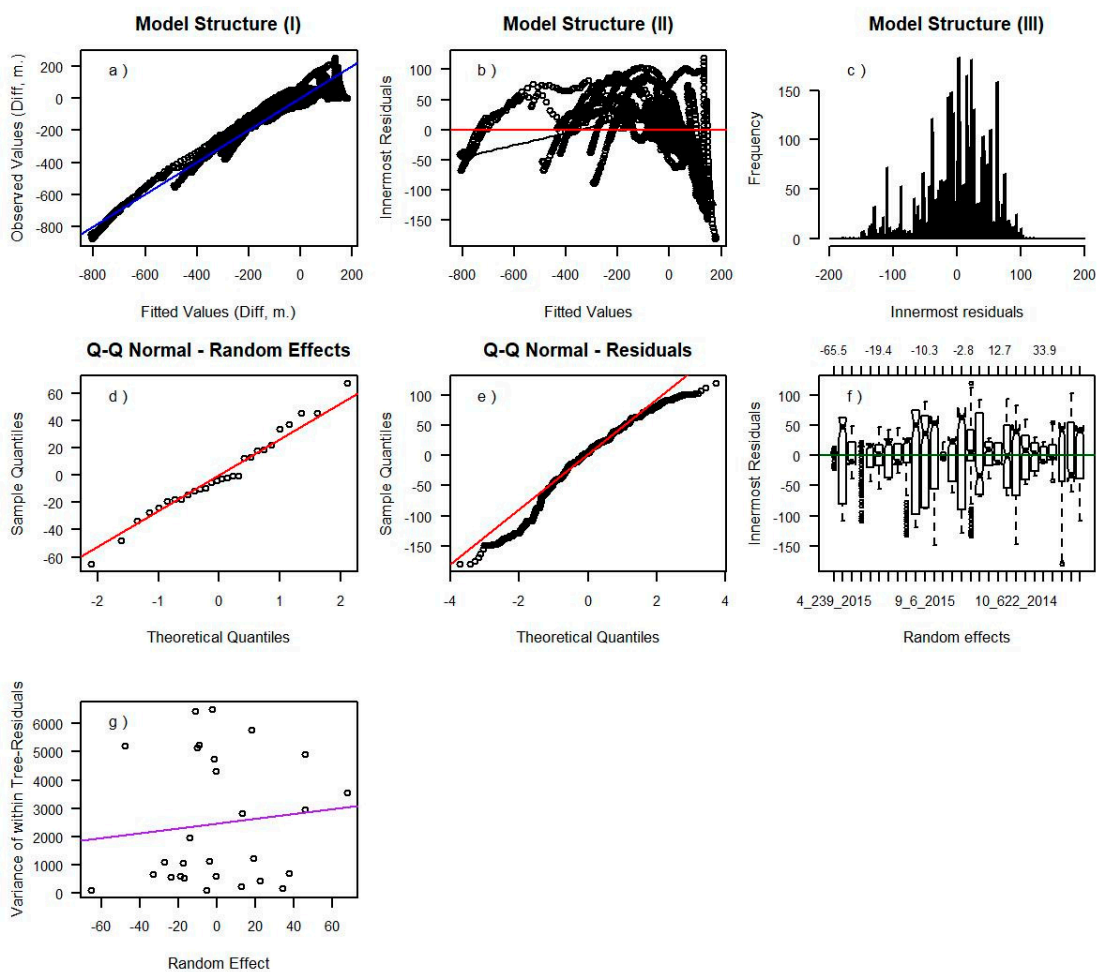 Model Structure (I)
Model Structure (II)
Model Structure (III)
a )
200
0
-200
-400
-600
-800
Observed Values (Diff, m.)
-800 -600 -400 -200 0 200
Fitted Values (Diff, m.)
b )
100
50
0
-50
-100
-150
Innermost Residuals
-800 -600 -400 -200 0 200
Fitted Values
c )
150
100
50
0
Frequency
-200 -100 0 100 200
Innermost residuals
Q-Q Normal - Random Effects
d )
60
40
20
0
-20
-40
-60
Sample Quantiles
-2 -1 0 1 2
Theoretical Quantiles
Q-Q Normal - Residuals
e )
100
50
0
-50
-100
-150
Sample Quantiles
-4 -2 0 2 4
Theoretical Quantiles
-65.5 -19.4 -10.3 -2.8 12.7 33.9
f )
100
50
0
-50
-100
-150
Innermost Residuals
4_239_2015 9_6_2015 10_622_2014
Random effects
g )
6000
5000
4000
3000
2000
1000
0
Variance of within Tree-Residuals
-60 -40 -20 0 20 40 60
Random Effect